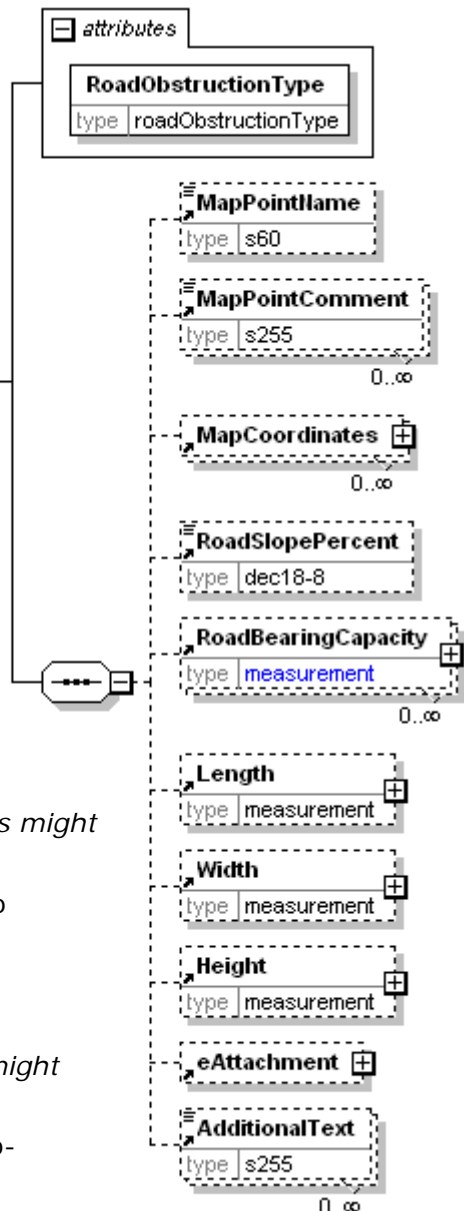 attributes
RoadObstructionType
type roadObstructionType
MapPointName
type s60
MapPointComment
type s255
0..∞
MapCoordinates
0..∞
RoadSlopePercent
type dec18-8
RoadBearingCapacity
type measurement
0..∞
Length
type measurement
s might
Width
type measurement
Height
type measurement
might
eAttachment
AdditionalText
type s255
0..∞